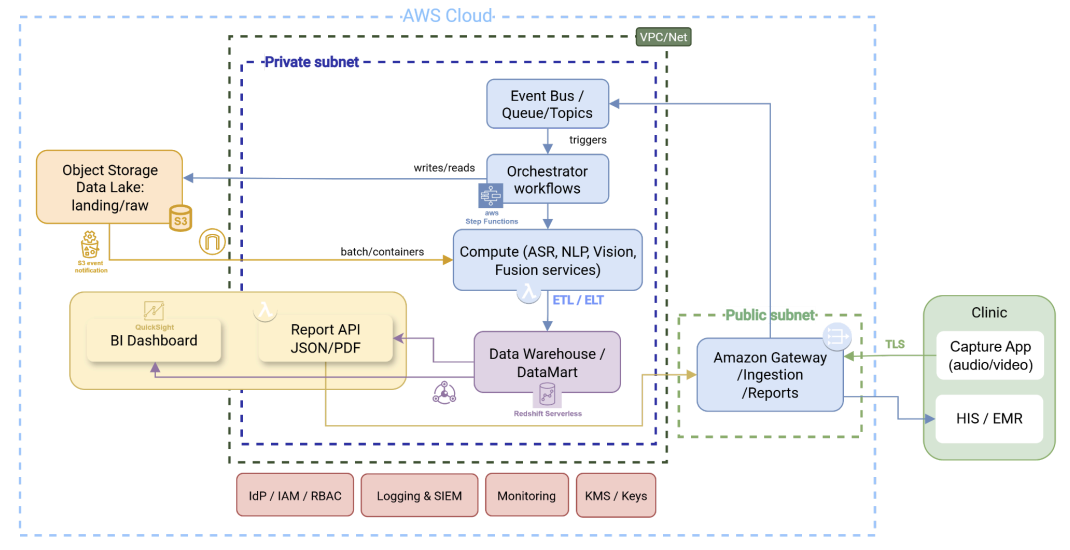 AWS Cloud
VPC/Net
Private subnet
Event Bus /
Queue/Topics
triggers
writes/reads
Orchestrator
workflows
aws
Step Functions
Object Storage
Data Lake:
landing/raw
S3
S3 event
notification
batch/containers
Compute (ASR, NLP, Vision,
Fusion services)
λ
ETL / ELT
QuickSight
BI Dashboard
λ
Report API
JSON/PDF
Data Warehouse /
DataMart
Redshift Serverless
Public subnet
Amazon Gateway
/Ingestion
/Reports
TLS
Clinic
Capture App
(audio/video)
HIS / EMR
IdP / IAM / RBAC
Logging & SIEM
Monitoring
KMS / Keys